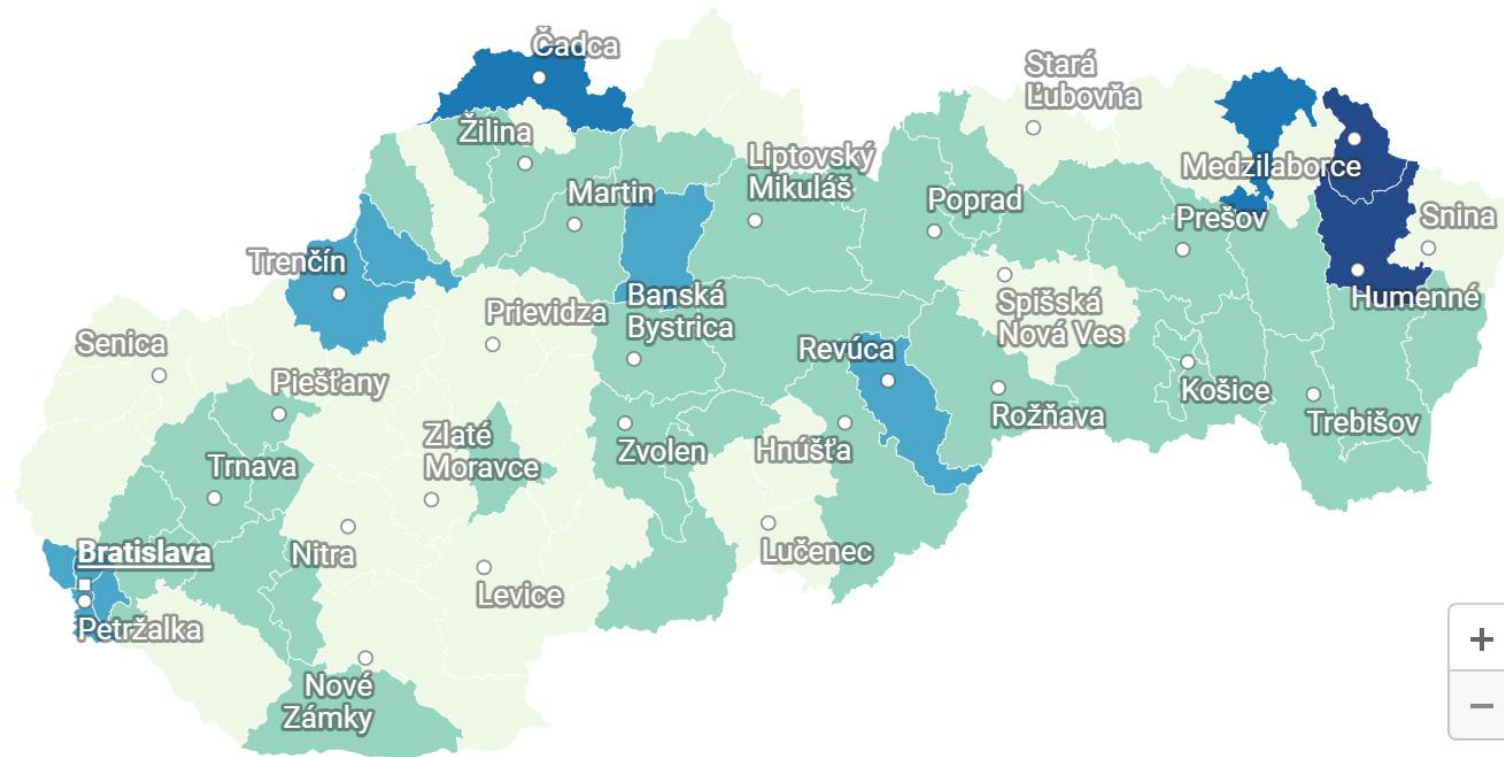 Čadca
Stará
Ľubovňa
Žilina
Liptovský
Mikuláš
Medzilaborce
Martin
Poprad
Prešov
Snina
Trenčín
Spišská
Nová Ves
Banská
Bystrica
Humenné
Prievidza
Senica
Revúca
Piešťany
Košice
Rožňava
Trebišov
Zlaté
Moravce
Zvolen
Hnúšťa
Trnava
Bratislava
Nitra
Lučenec
Levice
Petržalka
Nové
Zámky
+
−